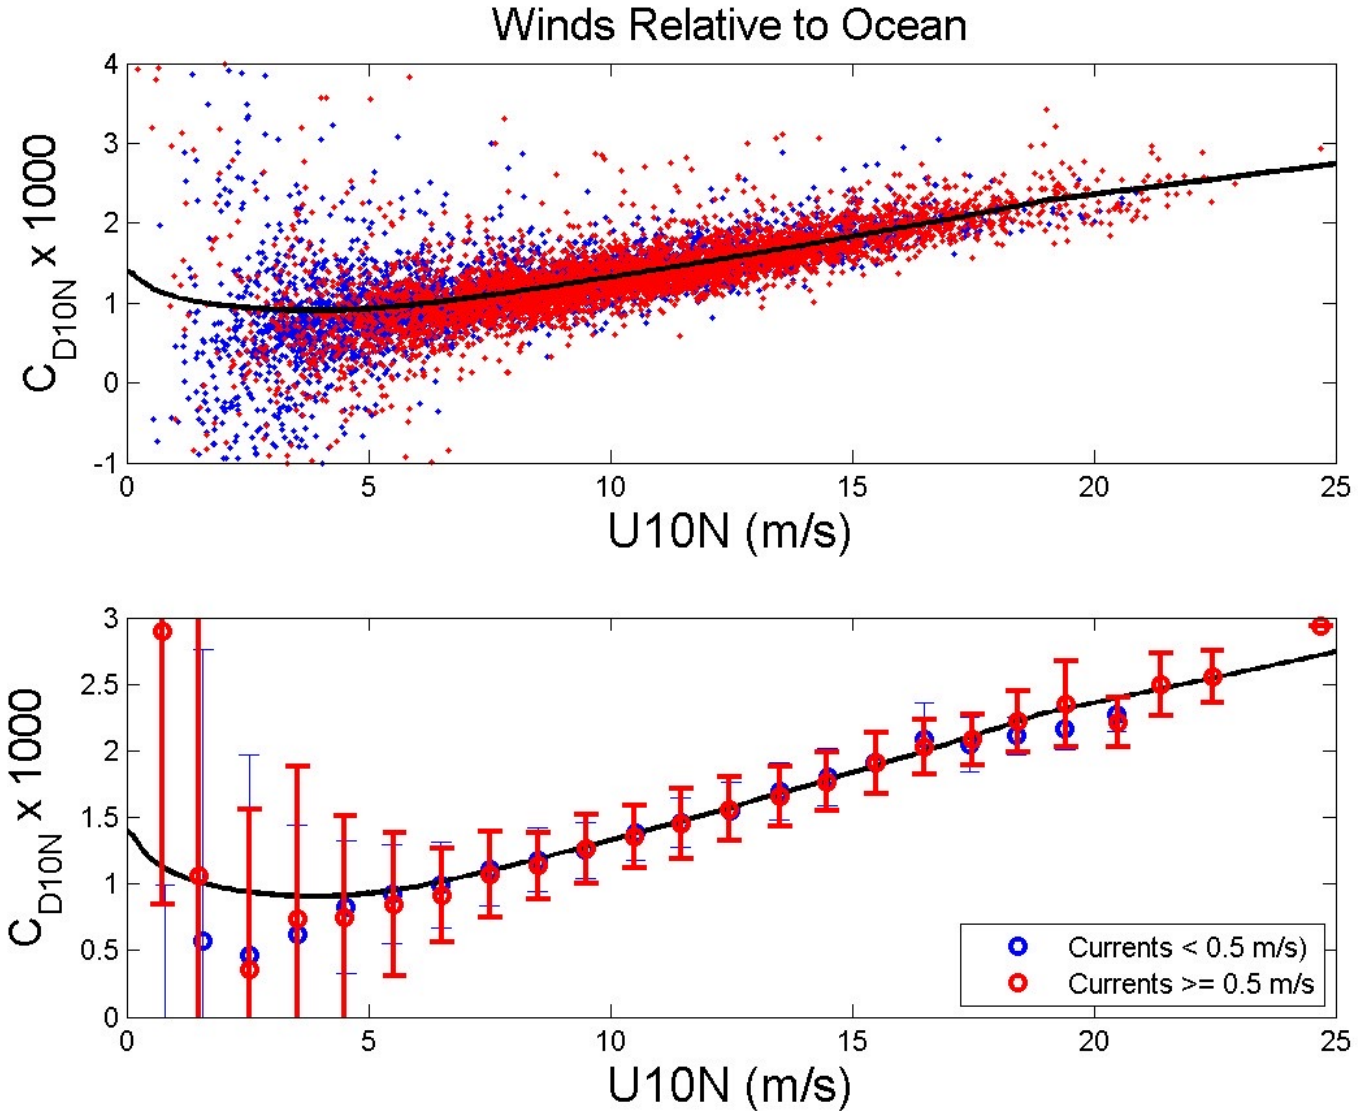 Winds Relative to Ocean
4
3
2
1
0
-1
C_D10N x 1000
0 5 10 15 20 25
U10N (m/s)
3
2.5
2
1.5
1
0.5
0
C_D10N x 1000
Currents < 0.5 m/s)
Currents >= 0.5 m/s
0 5 10 15 20 25
U10N (m/s)